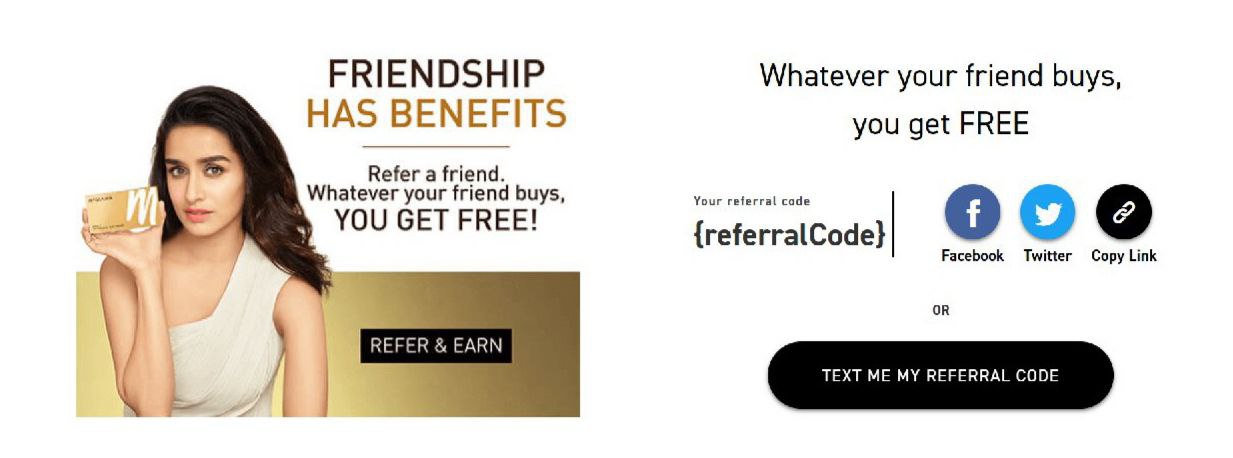 FRIENDSHIP
HAS BENEFITS
Refer a friend.
Whatever your friend buys,
YOU GET FREE!
M
REFER & EARN
Whatever your friend buys,
you get FREE
Your referral code
{referralCode}
Facebook
Twitter
Copy Link
OR
TEXT ME MY REFERRAL CODE